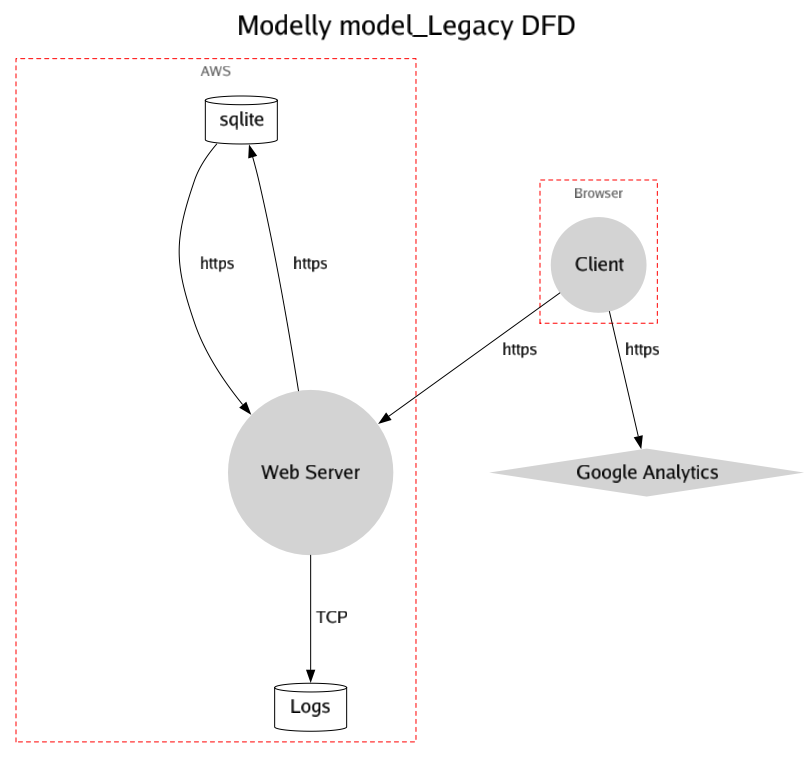 Modelly model_Legacy DFD
AWS
sqlite
Browser
Client
https
https
https
https
Web Server
Google Analytics
TCP
Logs